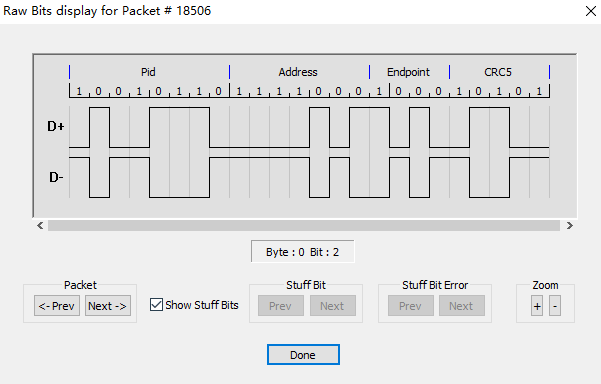 Raw Bits display for Packet # 18506
Pid Address Endpoint CRC5
1 0 0 1 0 1 1 0 1 1 1 1 0 0 0 1 0 0 0 1 0 1 0 1
D+
D-
Byte : 0 Bit : 2
Packet Stuff Bit Stuff Bit Error Zoom
<- Prev Next -> Show Stuff Bits Prev Next Prev Next + -
Done